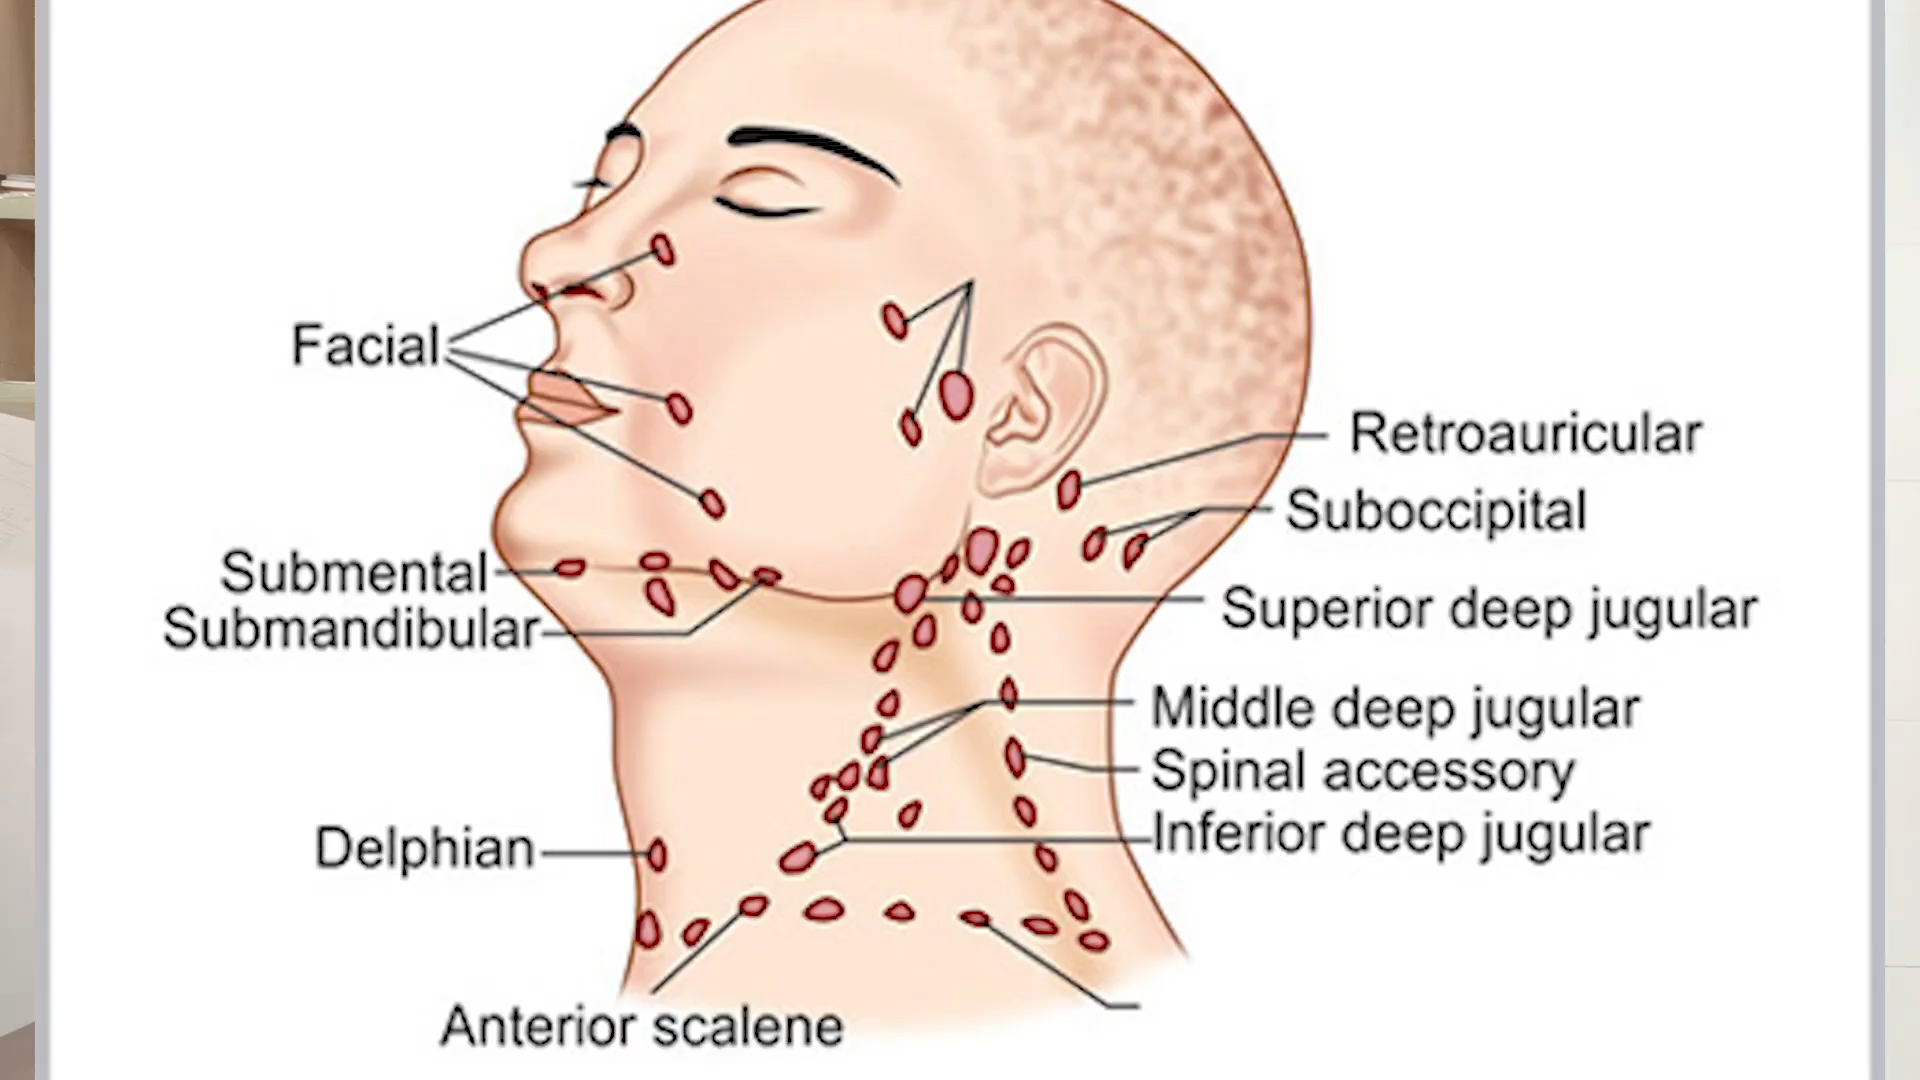 Facial
Retroauricular
Suboccipital
Submental
Submandibular
Superior deep jugular
Middle deep jugular
Spinal accessory
Inferior deep jugular
Delphian
Anterior scalene